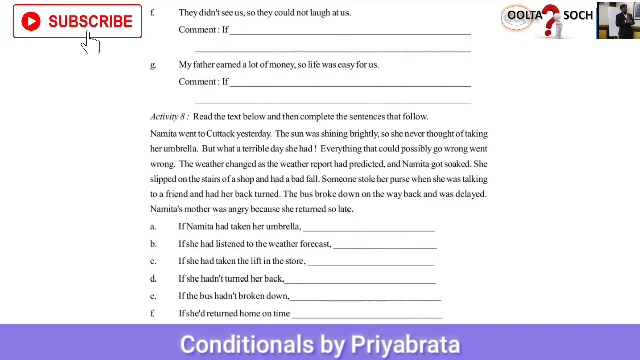 SUBSCRIBE
OOLTA SOCH
f. They didn't see us, so they could not laugh at us.
Comment : If
g. My father earned a lot of money, so life was easy for us.
Comment : If
Activity 8 : Read the text below and then complete the sentences that follow.
Namita went to Cuttack yesterday. The sun was shining brightly, so she never thought of taking
her umbrella. But what a terrible day she had ! Everything that could possibly go wrong went
wrong. The weather changed as the weather report had predicted, and Namita got soaked. She
slipped on the stairs of a shop and had a bad fall. Someone stole her purse when she was talking
to a friend and had her back turned. The bus broke down on the way back and was delayed.
Namita's mother was angry because she returned so late.
a. If Namita had taken her umbrella,
b. If she had listened to the weather forecast,
c. If she had taken the lift in the store,
d. If she hadn't turned her back,
e. If the bus hadn't broken down,
f. If she'd returned home on time
Conditionals by Priyabrata